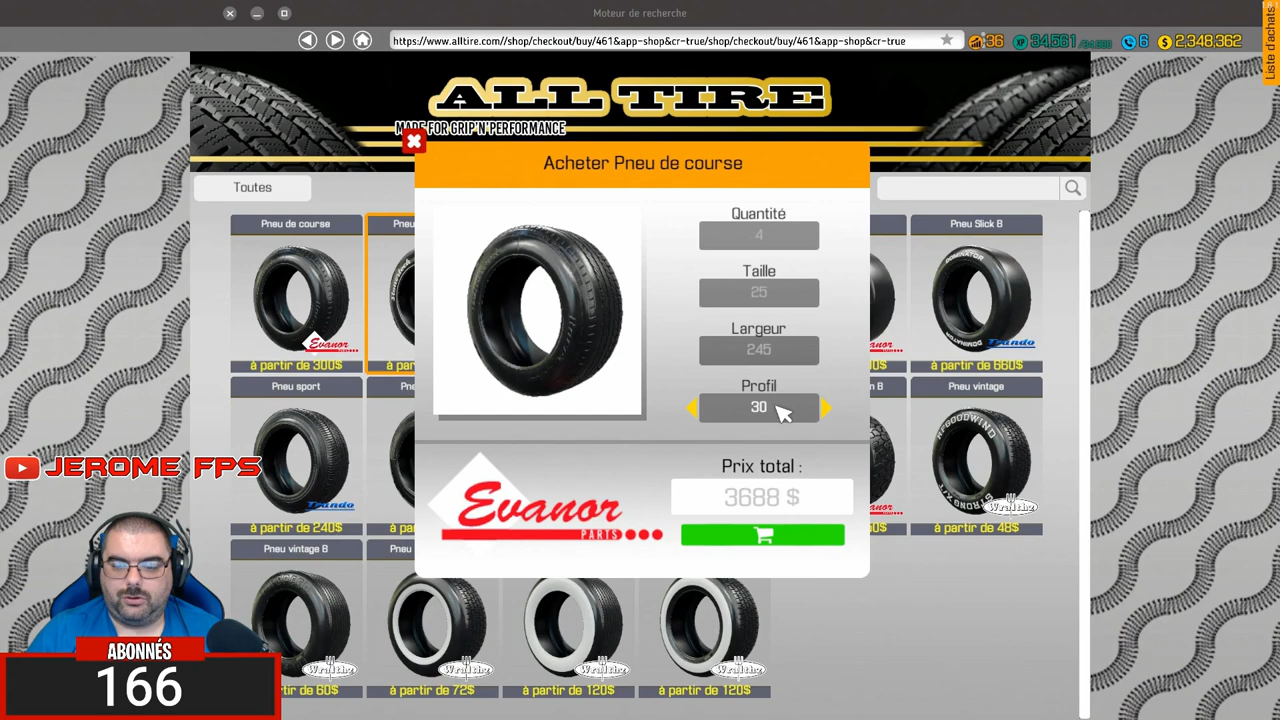 Moteur de recherche
https://www.alltire.com//shop/checkout/buy/461&app-shop&cr-true/shop/checkout/buy/461&app-shop&cr-true
36
34,561
6
2,348,362
Liste d'achats
ALL TIRE
MADE FOR GRIP'N'PERFORMANCE
Acheter Pneu de course
Toutes
Quantité
4
Taille
25
Largeur
245
Profil
30
Prix total :
3688 $
Evanor
PARTS
Pneu de course
Evanor
à partir de 300$
Pneu Slick B
DOMINATOR
à partir de 660$
Pneu sport
à partir de 240$
Pneu vintage
à partir de 48$
Pneu vintage B
à partir de 72$
à partir de 120$
à partir de 120$
JEROME FPS
ABONNÉS
166